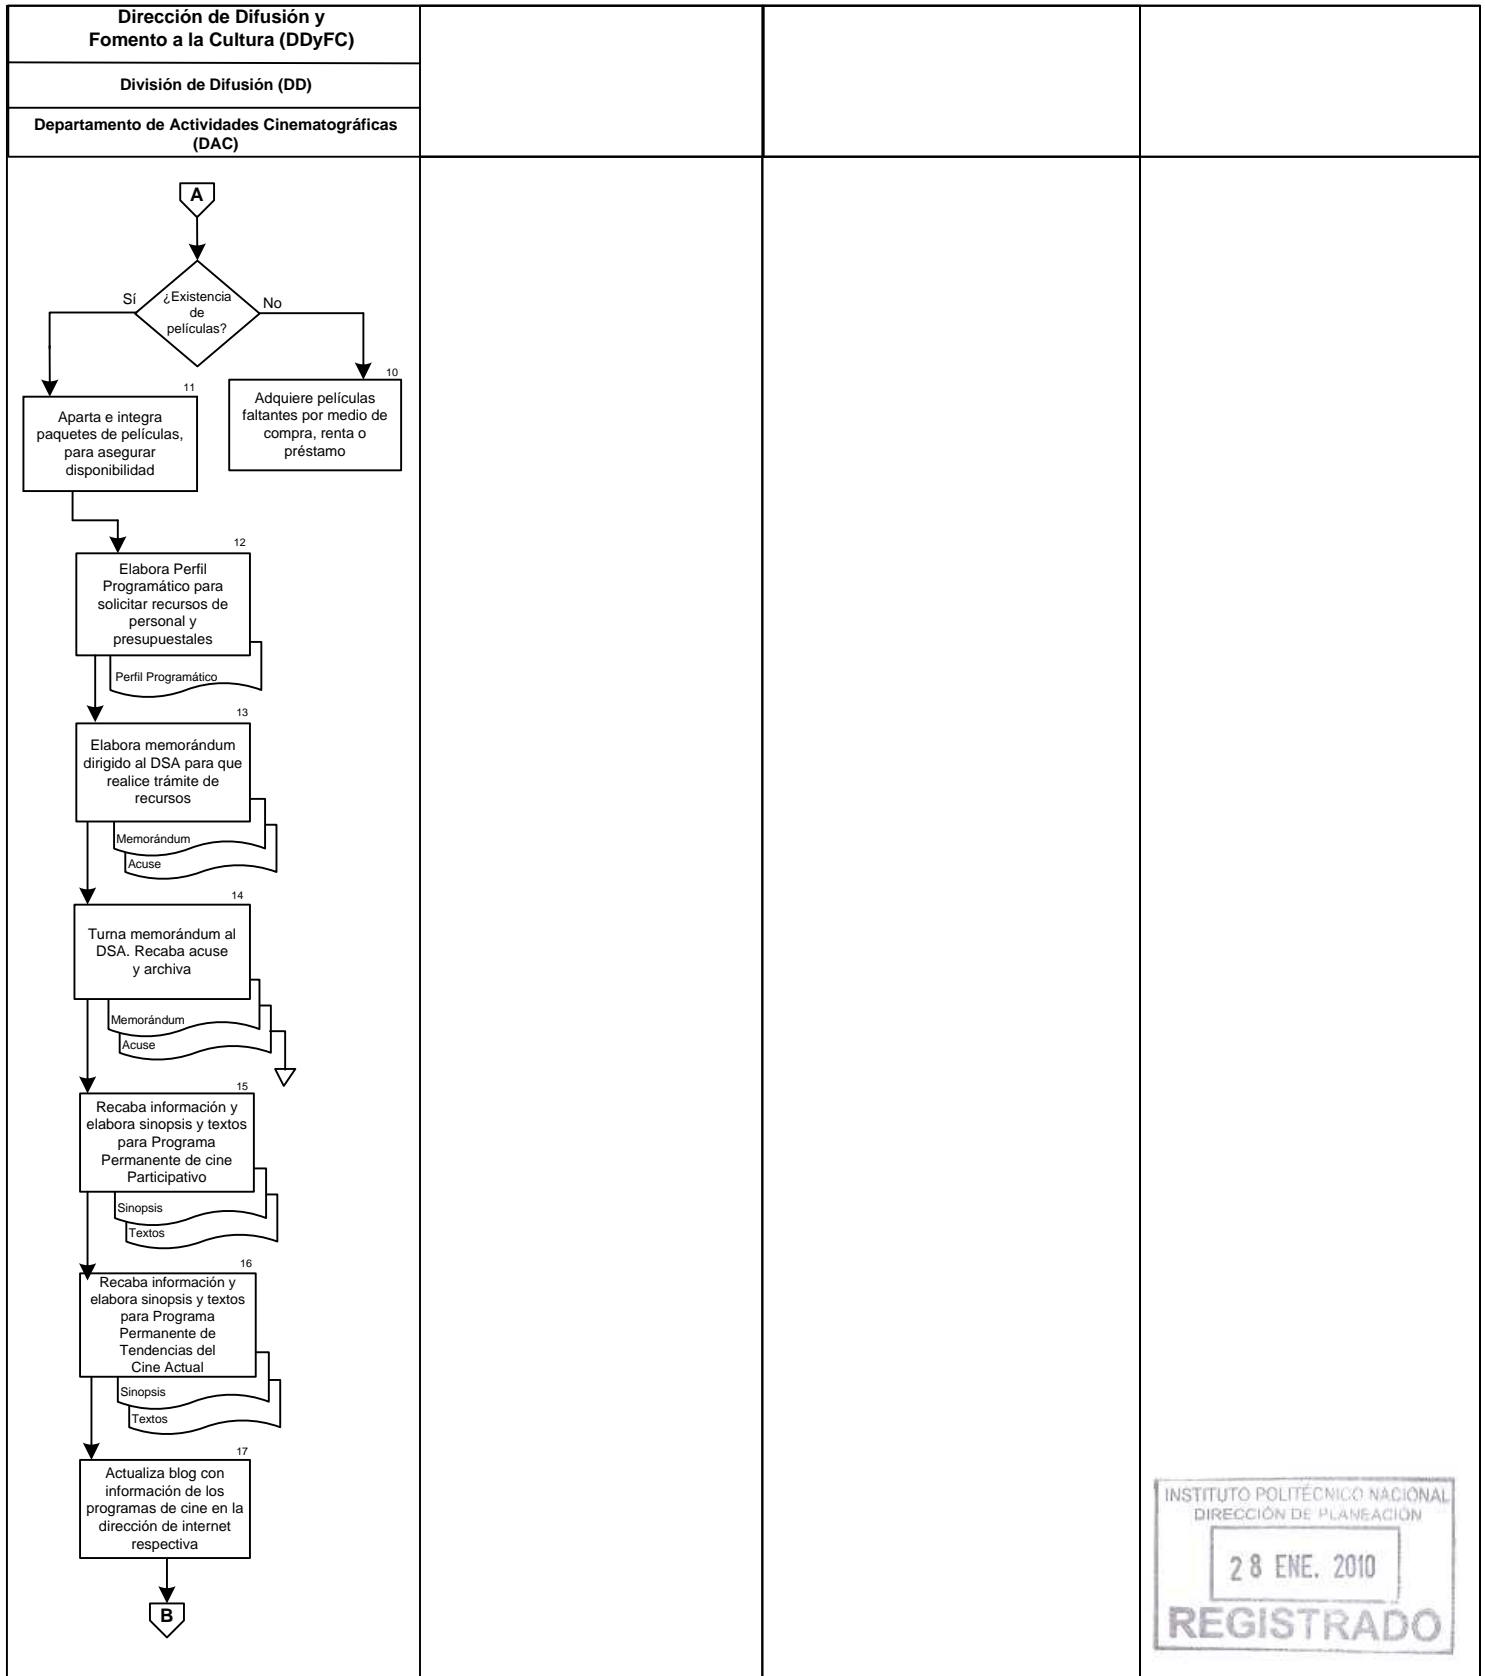 Dirección de Difusión y
Fomento a la Cultura (DDyFC)
División de Difusión (DD)
Departamento de Actividades Cinematográficas
(DAC)
A
¿Existencia
de
películas?
Sí
No
10
Adquiere películas
faltantes por medio de
compra, renta o
préstamo
11
Aparta e integra
paquetes de películas,
para asegurar
disponibilidad
12
Elabora Perfil
Programático para
solicitar recursos de
personal y
presupuestales
Perfil Programático
13
Elabora memorándum
dirigido al DSA para que
realice trámite de
recursos
Memorándum
Acuse
14
Turna memorándum al
DSA. Recaba acuse
y archiva
Memorándum
Acuse
15
Recaba información y
elabora sinopsis y textos
para Programa
Permanente de cine
Participativo
Sinopsis
Textos
16
Recaba información y
elabora sinopsis y textos
para Programa
Permanente de
Tendencias del
Cine Actual
Sinopsis
Textos
17
Actualiza blog con
información de los
programas de cine en la
dirección de internet
respectiva
B
INSTITUTO POLITÉCNICO NACIONAL
DIRECCIÓN DE PLANEACIÓN
28 ENE. 2010
REGISTRADO